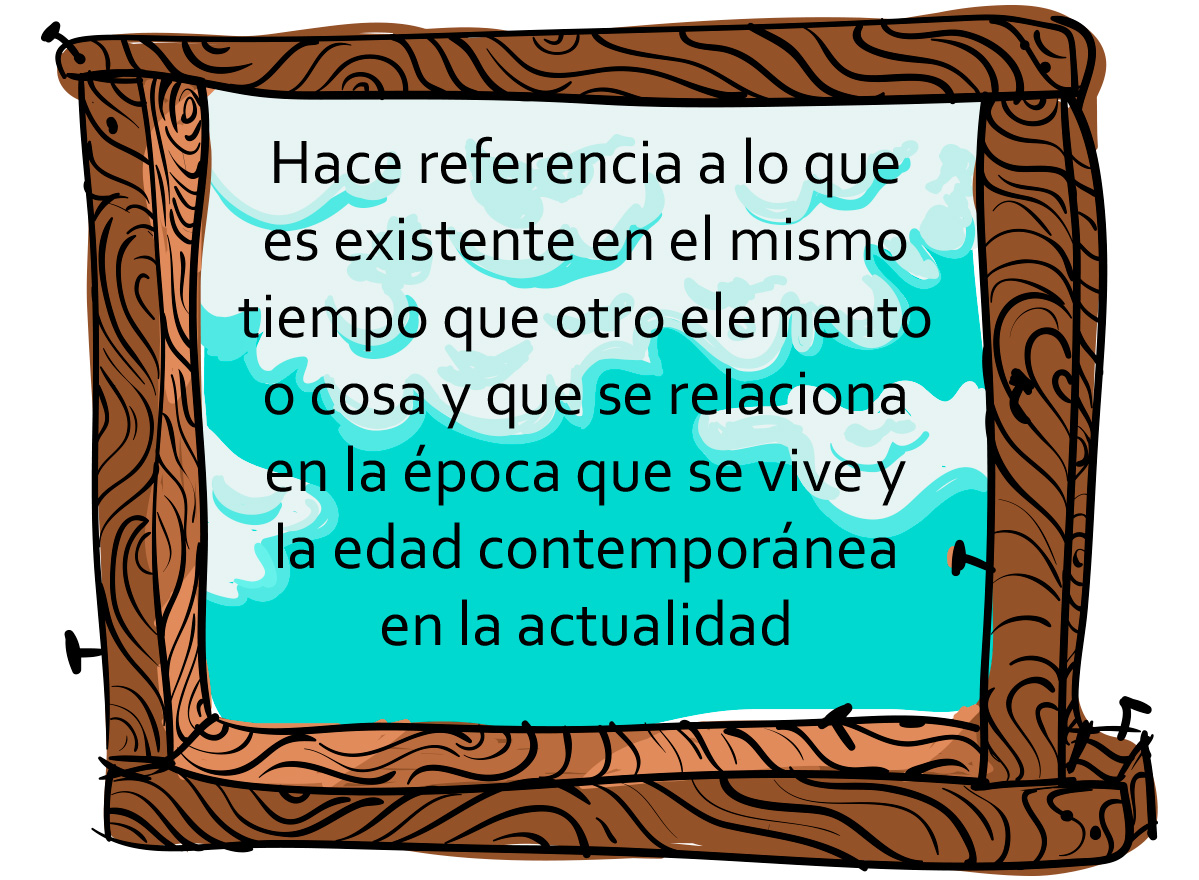 Hace referencia a lo que
es existente en el mismo
tiempo que otro elemento
o cosa y que se relaciona
en la época que se vive y
la edad contemporánea
en la actualidad